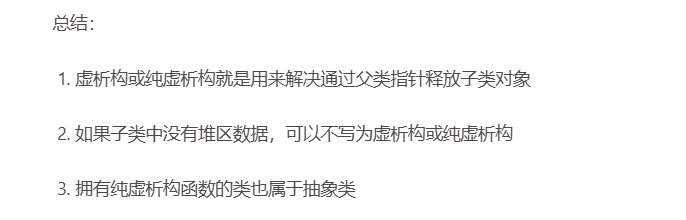 总结：
1. 虚析构或纯虚析构就是用来解决通过父类指针释放子类对象
2. 如果子类中没有堆区数据，可以不写为虚析构或纯虚析构
3. 拥有纯虚析构函数的类也属于抽象类